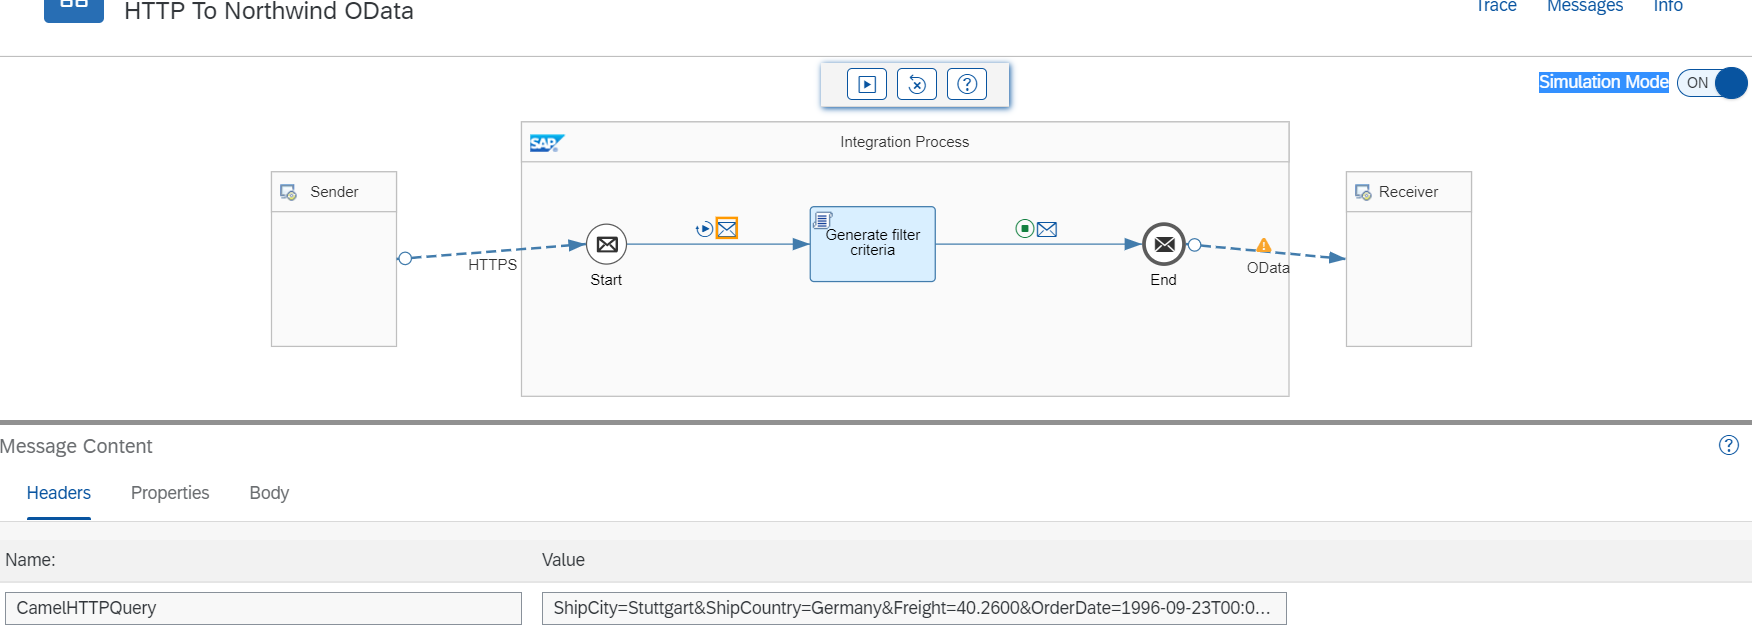 HTTP To Northwind OData
Trace Messages Info
Simulation Mode ON
SAP
Integration Process
Sender
Receiver
Generate filter
criteria
HTTPS
OData
Start
End
Message Content
Headers Properties Body
Name: Value
CamelHTTPQuery ShipCity=Stuttgart&ShipCountry=Germany&Freight=40.2600&OrderDate=1996-09-23T00:0...